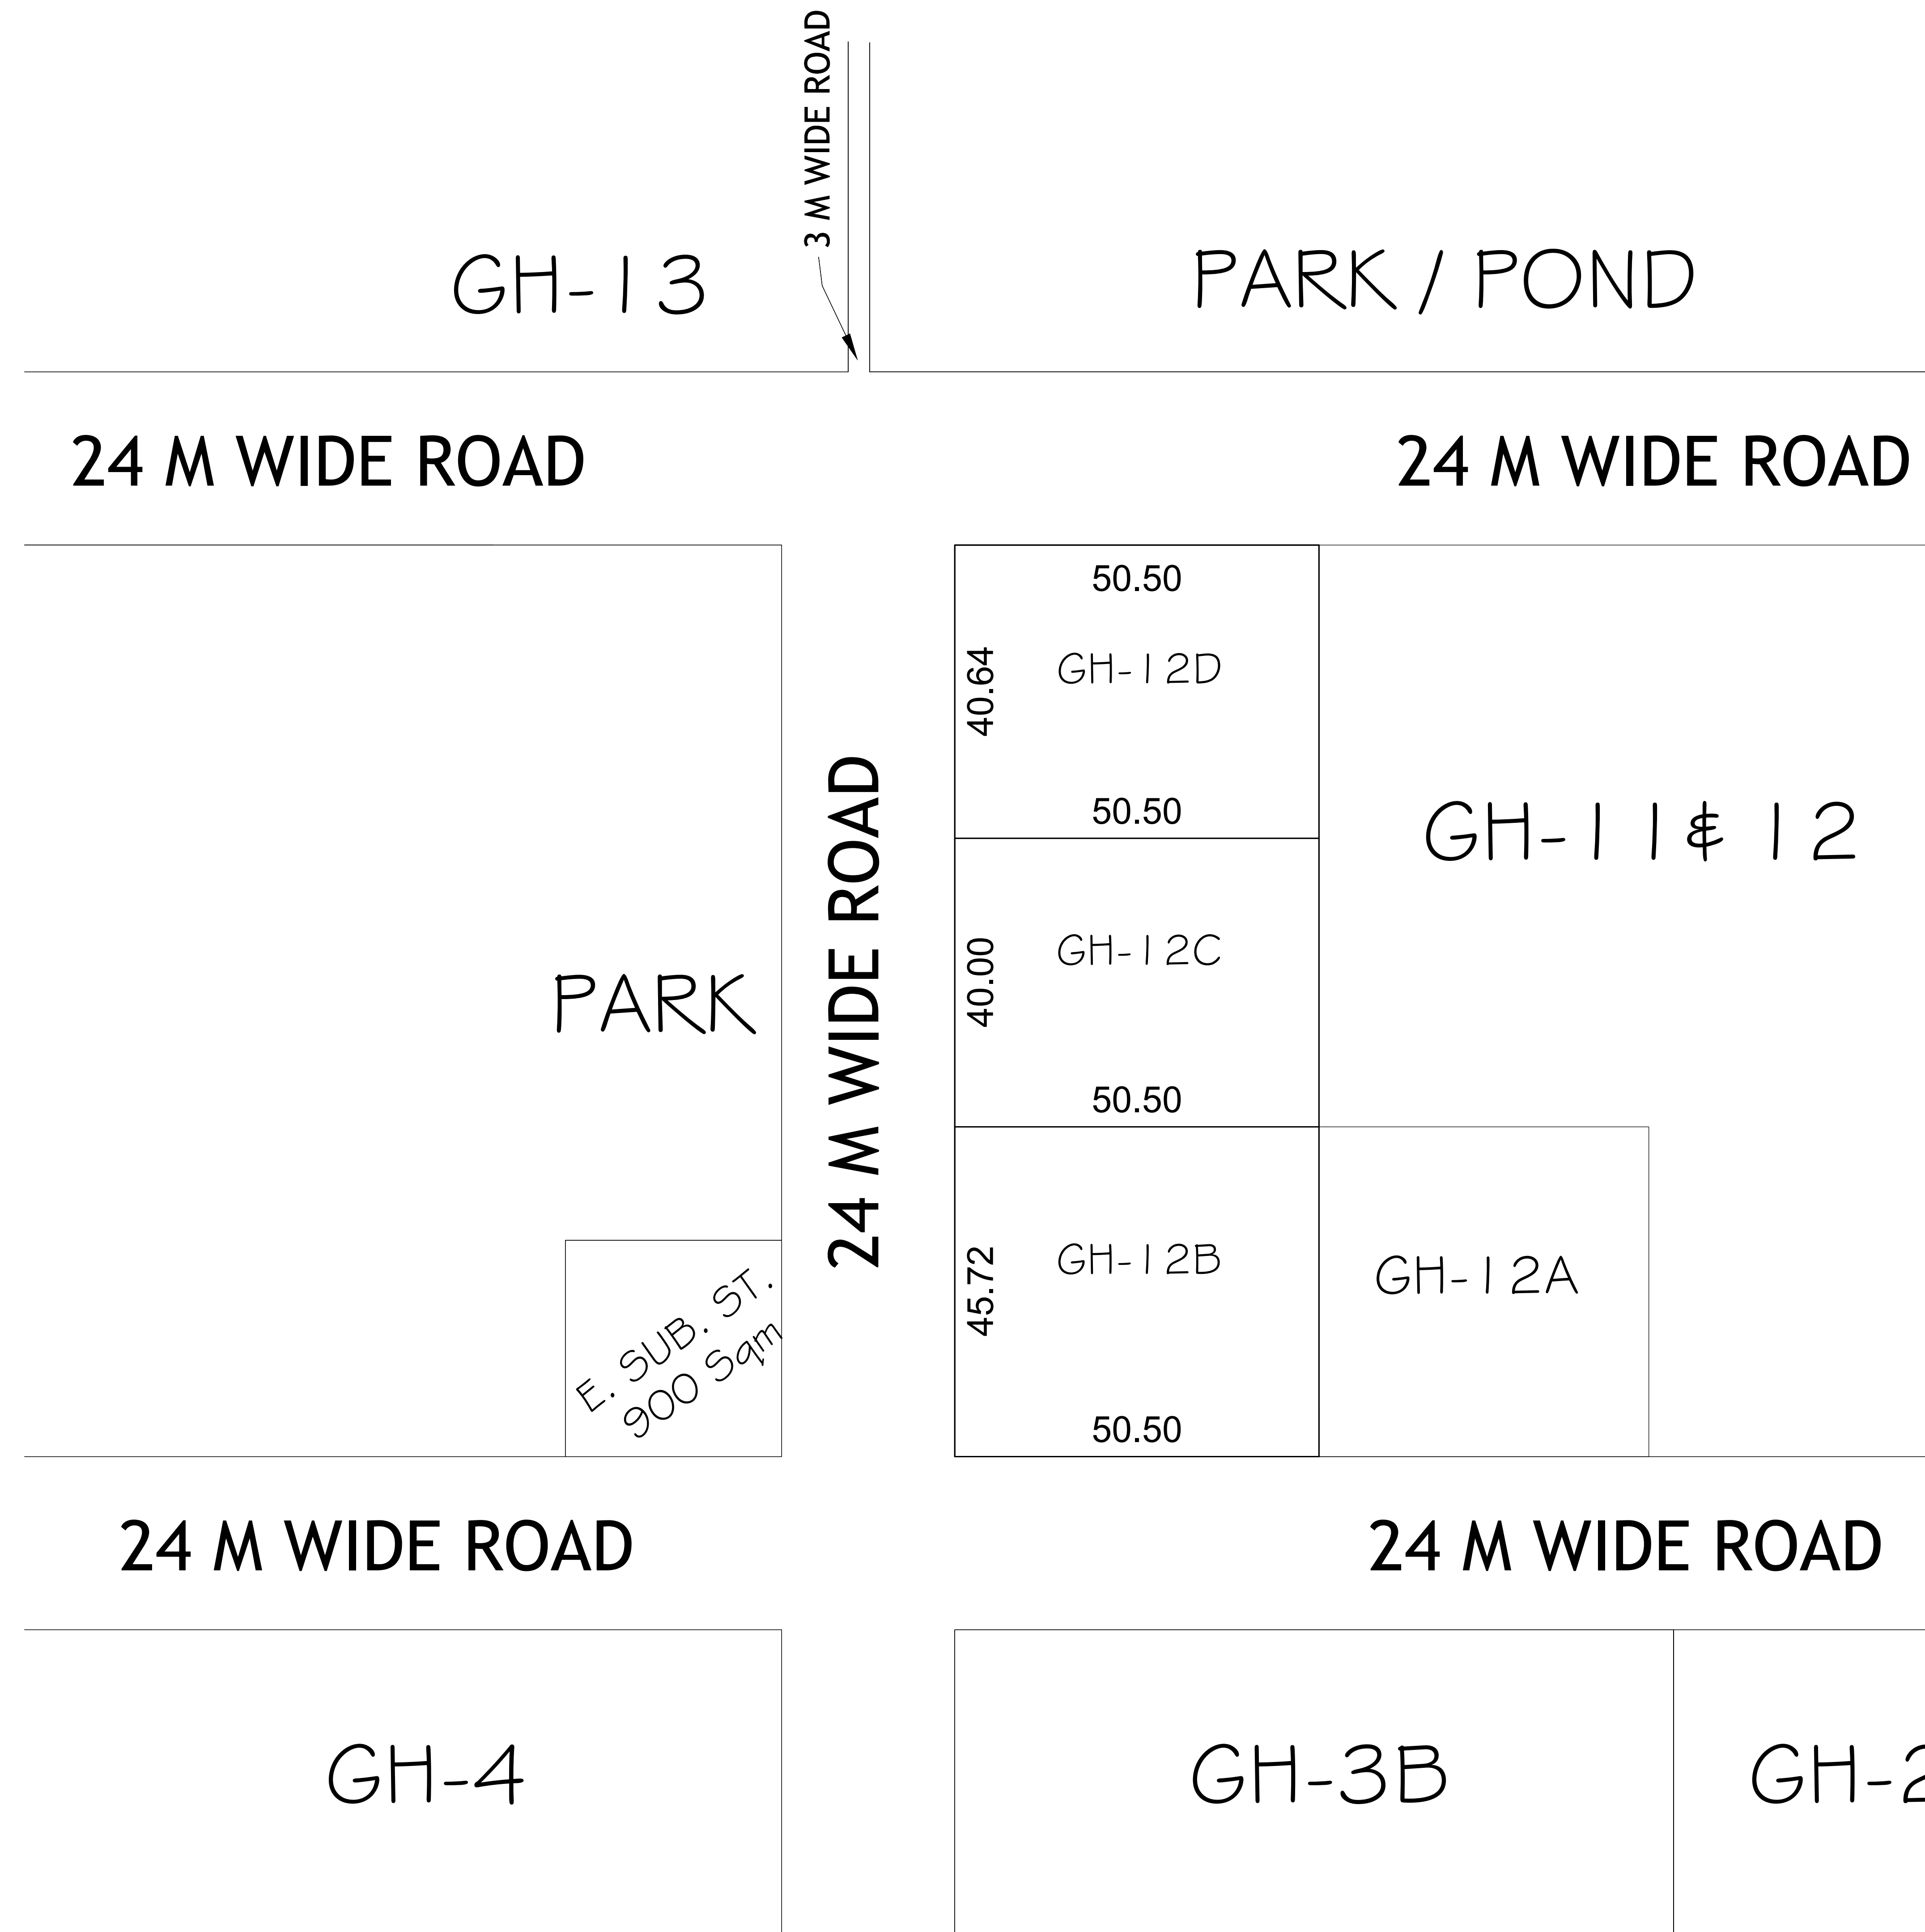 3 M WIDE ROAD
GH-13
PARK / POND
24 M WIDE ROAD
24 M WIDE ROAD
50.50
40.64
GH-12D
50.50
24 M WIDE ROAD
GH-11& 12
PARK
40.00
GH-12C
50.50
45.72
GH-12B
GH-12A
E. SUB. ST.
900 Sqm
50.50
24 M WIDE ROAD
24 M WIDE ROAD
GH-4
GH-3B
GH-2